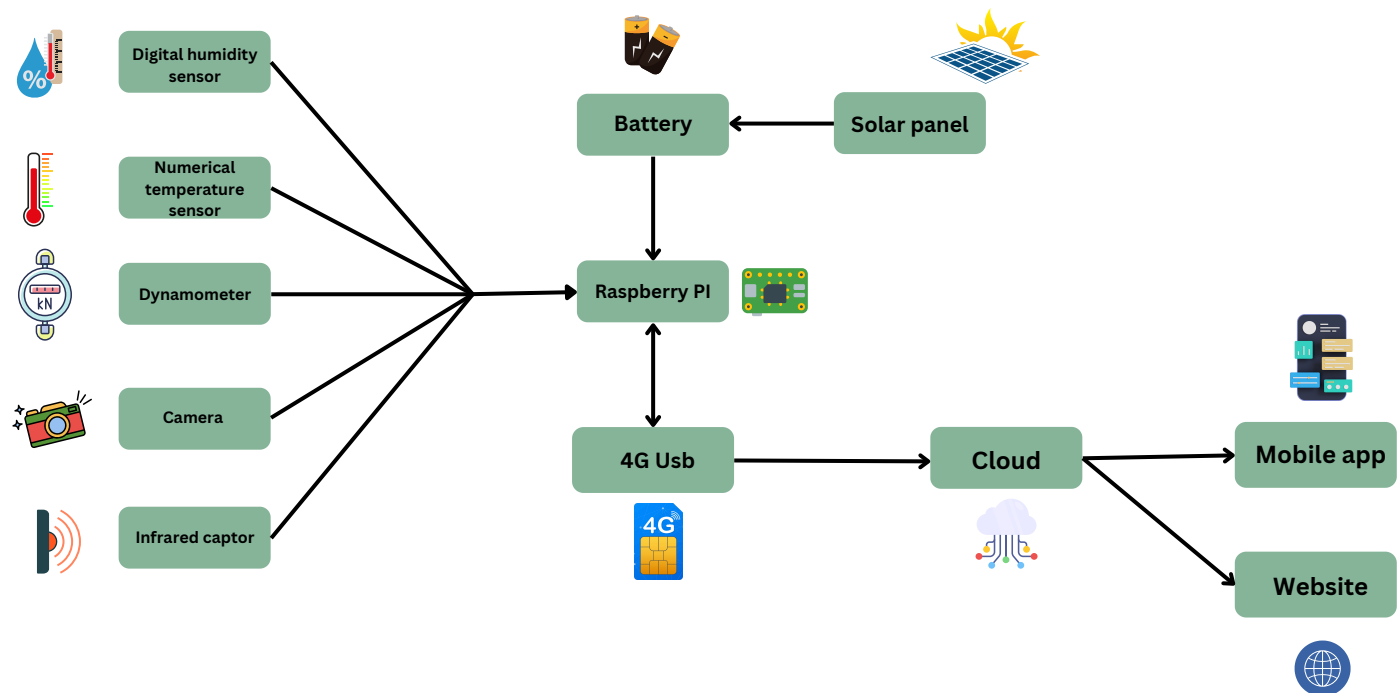 %
Digital humidity
sensor
Numerical
temperature
sensor
kN
Dynamometer
Camera
Infrared captor
+
-
Battery
Solar panel
Raspberry PI
4G Usb
4G
Cloud
Mobile app
Website